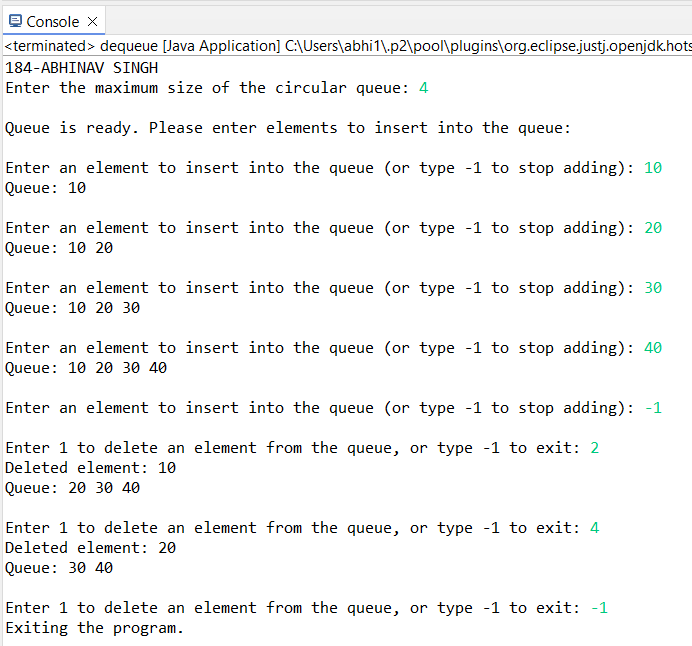 Console
<terminated> dequeue [Java Application] C:\Users\abhi1\.p2\pool\plugins\org.eclipse.justj.openjdk.hots
184-ABHINAV SINGH
Enter the maximum size of the circular queue: 4
Queue is ready. Please enter elements to insert into the queue:
Enter an element to insert into the queue (or type -1 to stop adding): 10
Queue: 10
Enter an element to insert into the queue (or type -1 to stop adding): 20
Queue: 10 20
Enter an element to insert into the queue (or type -1 to stop adding): 30
Queue: 10 20 30
Enter an element to insert into the queue (or type -1 to stop adding): 40
Queue: 10 20 30 40
Enter an element to insert into the queue (or type -1 to stop adding): -1
Enter 1 to delete an element from the queue, or type -1 to exit: 2
Deleted element: 10
Queue: 20 30 40
Enter 1 to delete an element from the queue, or type -1 to exit: 4
Deleted element: 20
Queue: 30 40
Enter 1 to delete an element from the queue, or type -1 to exit: -1
Exiting the program.